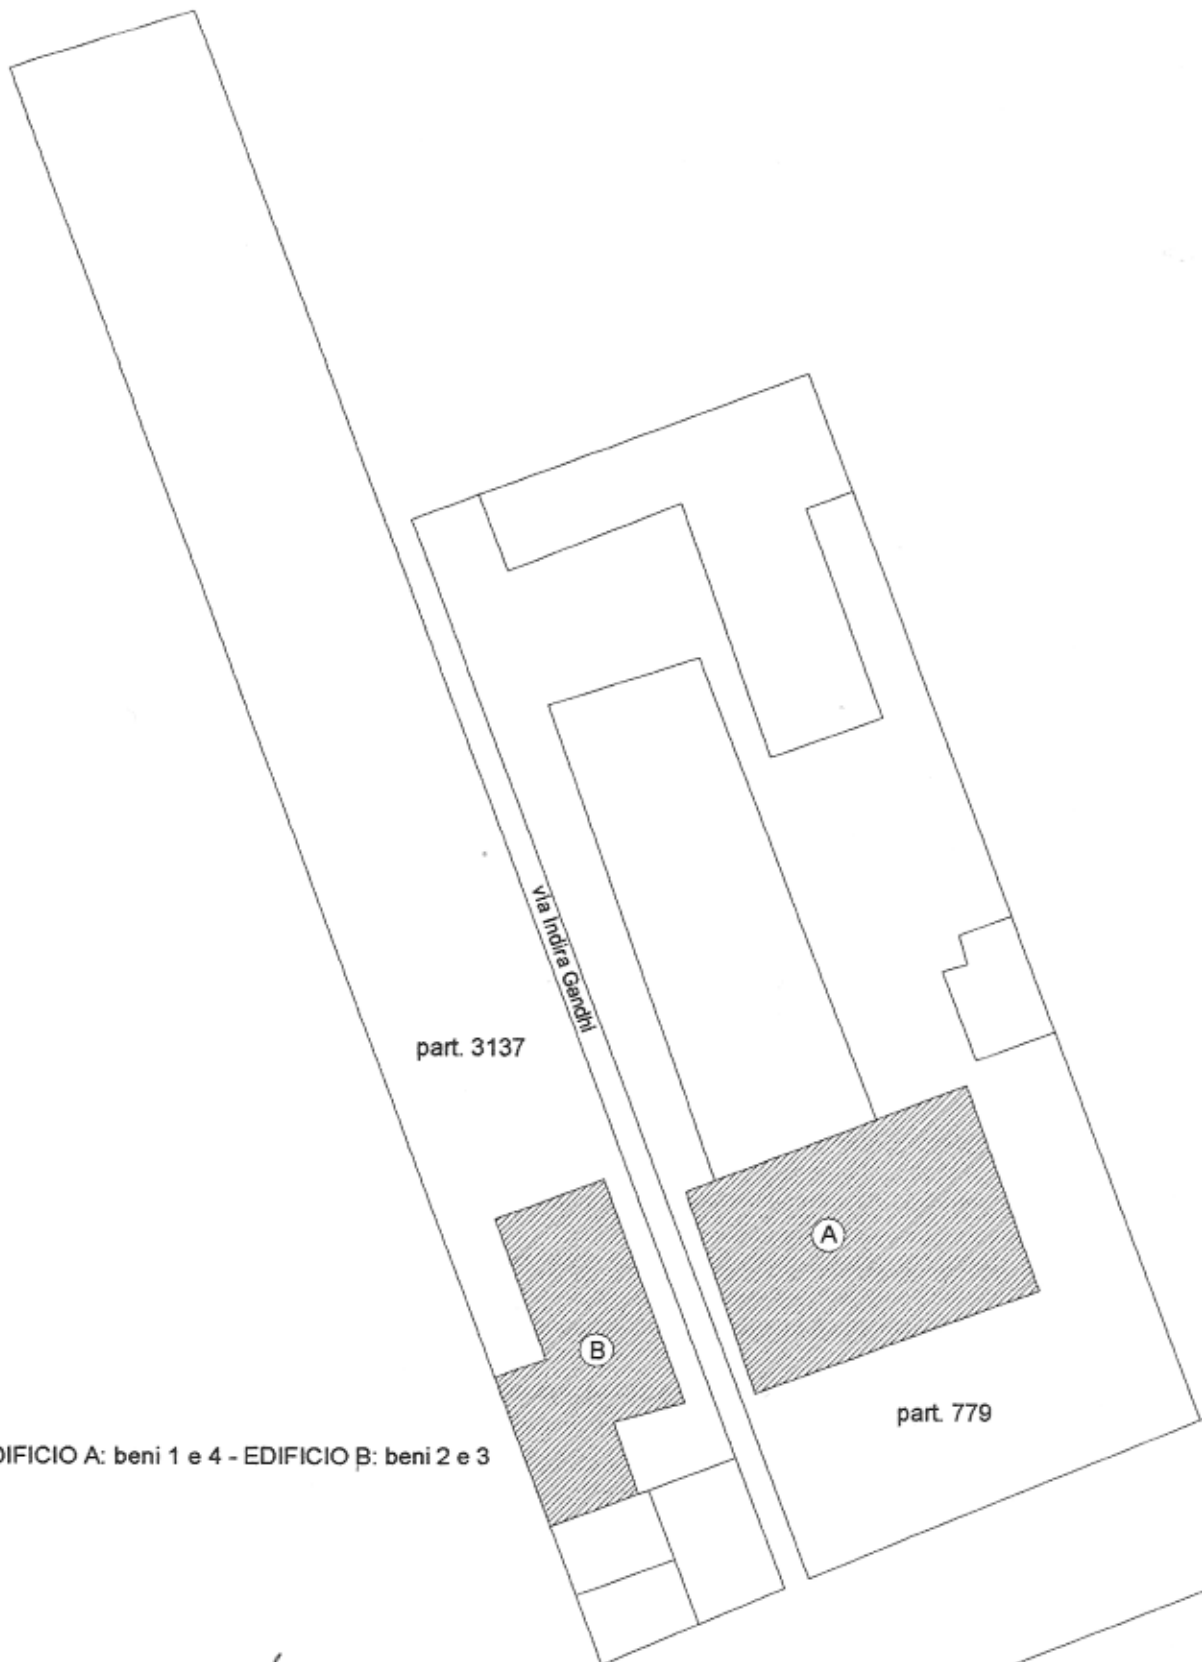 via Indira Gandhi
part. 3137
A
B
part. 779
DIFICIO A: beni 1 e 4 - EDIFICIO B: beni 2 e 3